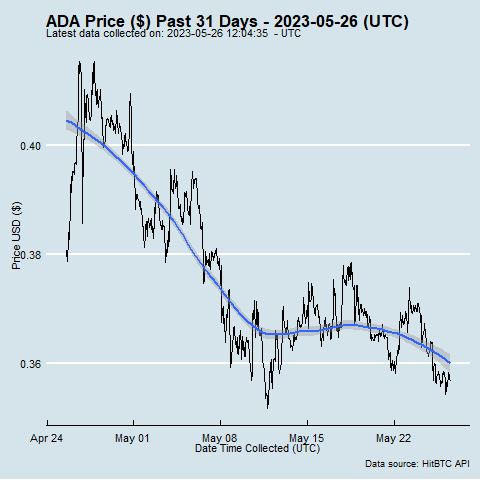 ADA Price ($) Past 31 Days - 2023-05-26 (UTC)
Latest data collected on: 2023-05-26 12:04:35 - UTC
Price USD ($)
0.40
0.38
0.36
Apr 24
May 01
May 08
May 15
May 22
Date Time Collected (UTC)
Data source: HitBTC API